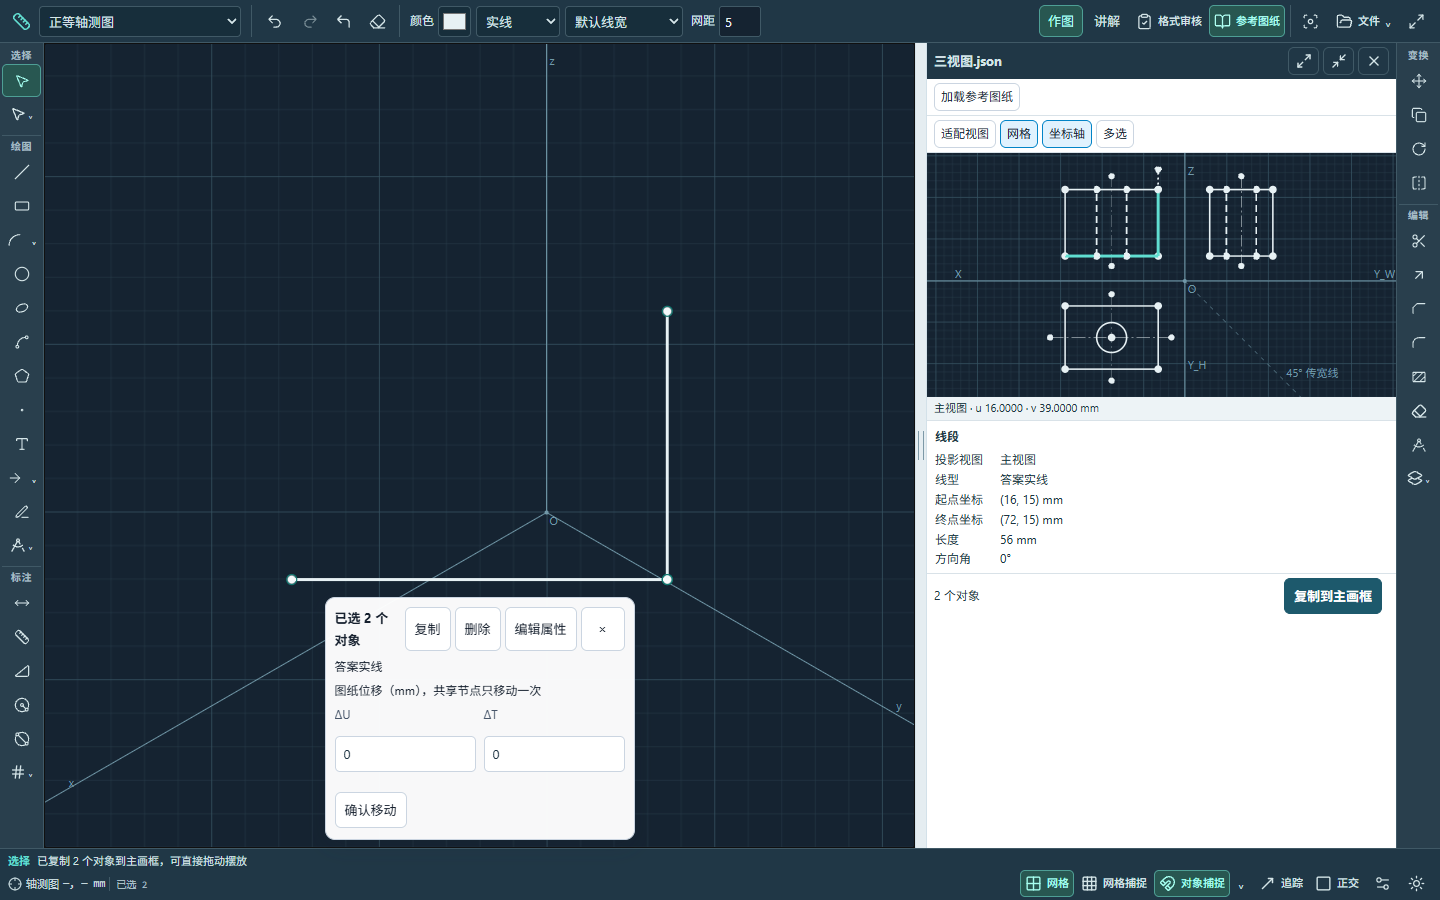 正等轴测图
颜色
实线
默认线宽
网距
5
作图
讲解
格式审核
参考图纸
文件
选择
绘图
标注
z
O
x
y
已选 2 个
对象
复制
删除
编辑属性
×
答案实线
图纸位移（mm），共享节点只移动一次
ΔU
ΔT
0
0
确认移动
三视图.json
加载参考图纸
适配视图
网格
坐标轴
多选
Z
X
Y_W
O
Y_H
45° 传宽线
主视图 · u 16.0000 · v 39.0000 mm
线段
投影视图 主视图
线型 答案实线
起点坐标 (16, 15) mm
终点坐标 (72, 15) mm
长度 56 mm
方向角 0°
2 个对象
复制到主画框
变换
编辑
选择 已复制 2 个对象到主画框，可直接拖动摆放
轴测图 —, — mm
已选 2
网格
网格捕捉
对象捕捉
追踪
正交